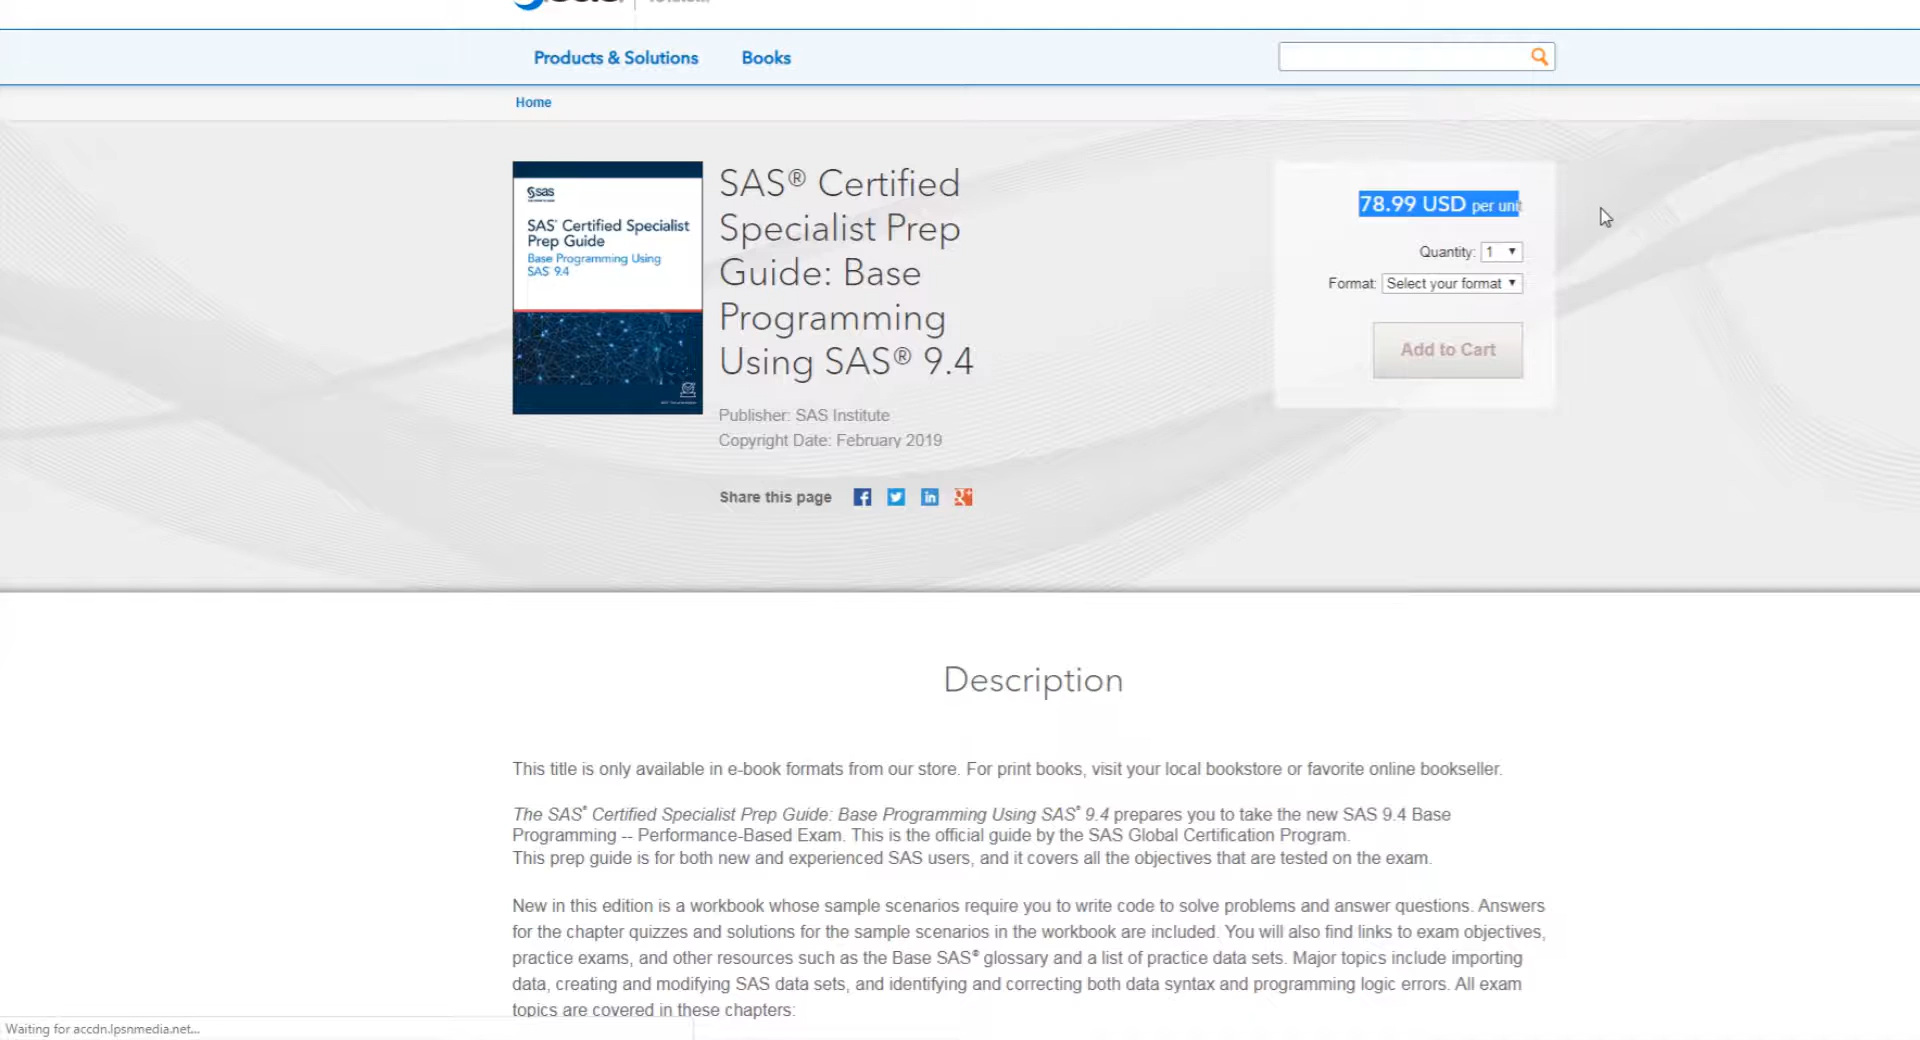 sas
Products & Solutions Books
Home
sas
SAS® Certified Specialist
Prep Guide
Base Programming Using
SAS® 9.4
SAS® Certified
Specialist Prep
Guide: Base
Programming
Using SAS® 9.4
Publisher: SAS Institute
Copyright Date: February 2019
Share this page
78.99 USD per unit
Quantity: 1
Format: Select your format
Add to Cart
Description
This title is only available in e-book formats from our store. For print books, visit your local bookstore or favorite online bookseller.
The SAS® Certified Specialist Prep Guide: Base Programming Using SAS® 9.4 prepares you to take the new SAS 9.4 Base
Programming -- Performance-Based Exam. This is the official guide by the SAS Global Certification Program.
This prep guide is for both new and experienced SAS users, and it covers all the objectives that are tested on the exam.
New in this edition is a workbook whose sample scenarios require you to write code to solve problems and answer questions. Answers
for the chapter quizzes and solutions for the sample scenarios in the workbook are included. You will also find links to exam objectives,
practice exams, and other resources such as the Base SAS® glossary and a list of practice data sets. Major topics include importing
data, creating and modifying SAS data sets, and identifying and correcting both data syntax and programming logic errors. All exam
topics are covered in these chapters:
Waiting for accdn.lpsnmedia.net...